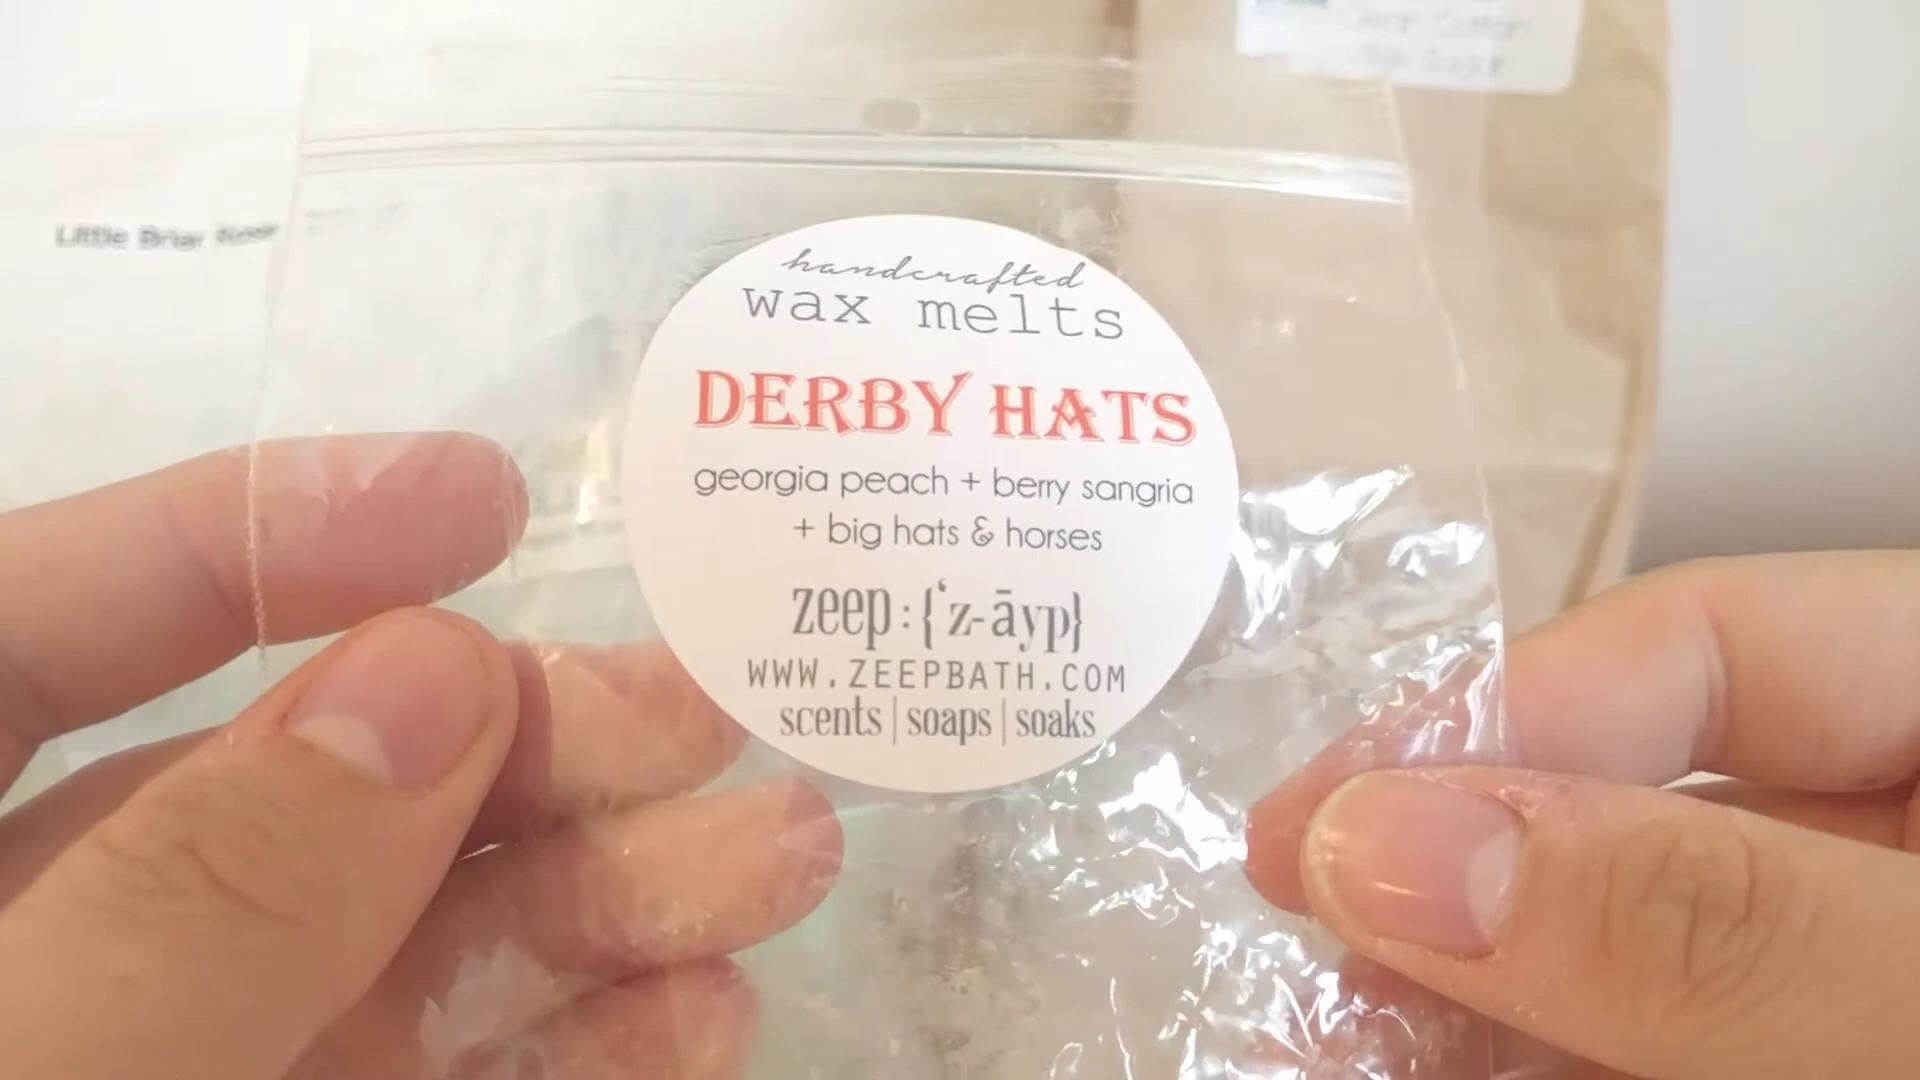 Little Briar Rose
handcrafted
wax melts
DERBY HATS
georgia peach + berry sangria
+ big hats & horses
zeep:{'z-āyp}
WWW.ZEEPBATH.COM
scents | soaps | soaks